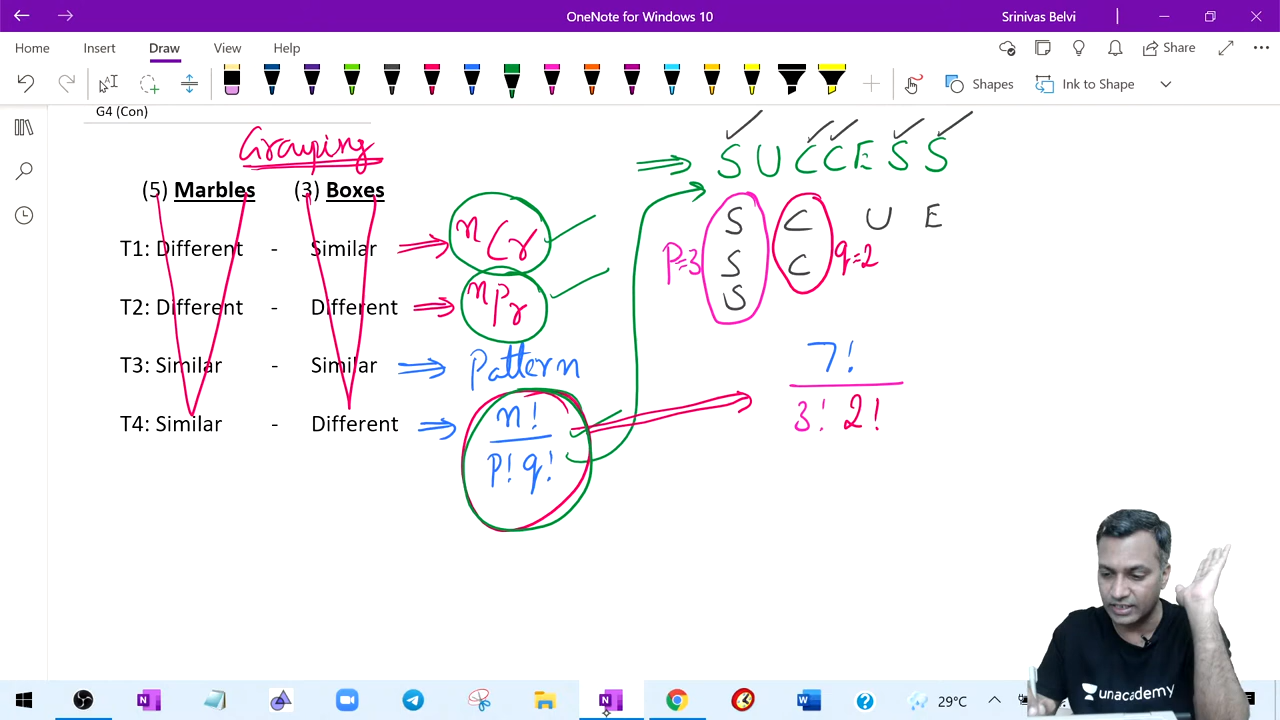 OneNote for Windows 10
Srinivas Belvi
Home Insert Draw View Help
Share
Shapes
Ink to Shape
G4 (Con)
Grouping
(5) Marbles (3) Boxes
T1: Different - Similar ⇒ nCr
T2: Different - Different ⇒ nPr
T3: Similar - Similar ⇒ Pattern
T4: Similar - Different ⇒ n!
p! q!
⇒ SUCCESS
S C U E
P=3 S C q=2
S
7!
3! 2!
unacademy
29°C